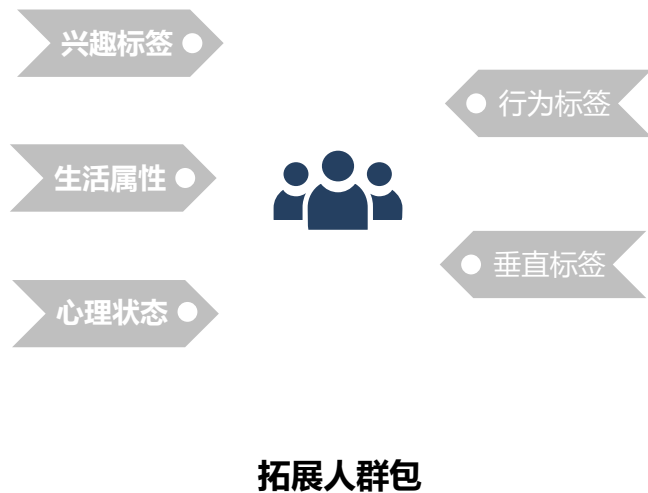 兴趣标签
行为标签
生活属性
垂直标签
心理状态
拓展人群包